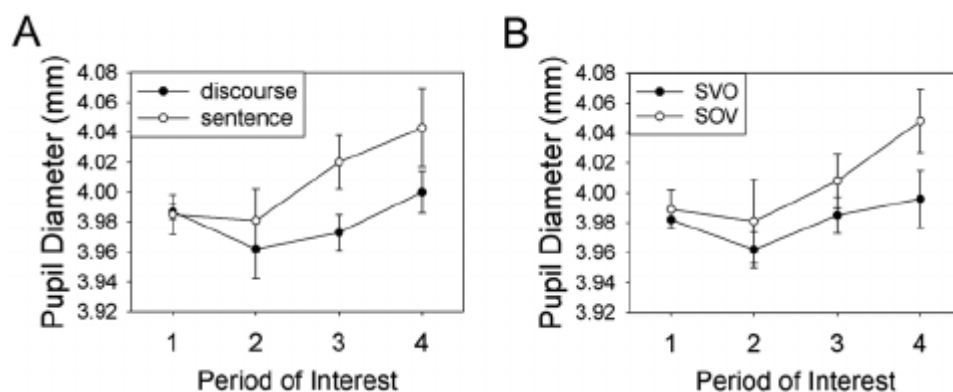 A
Pupil Diameter (mm)
4.08
4.06
4.04
4.02
4.00
3.98
3.96
3.94
3.92
discourse
sentence
1 2 3 4
Period of Interest
B
Pupil Diameter (mm)
4.08
4.06
4.04
4.02
4.00
3.98
3.96
3.94
3.92
SVO
SOV
1 2 3 4
Period of Interest